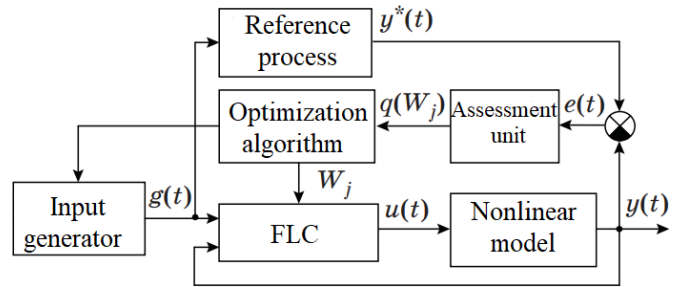 Reference
process
y*(t)
Optimization
algorithm
q(W_j)
Assessment
unit
e(t)
W_j
Input
generator
g(t)
FLC
u(t)
Nonlinear
model
y(t)